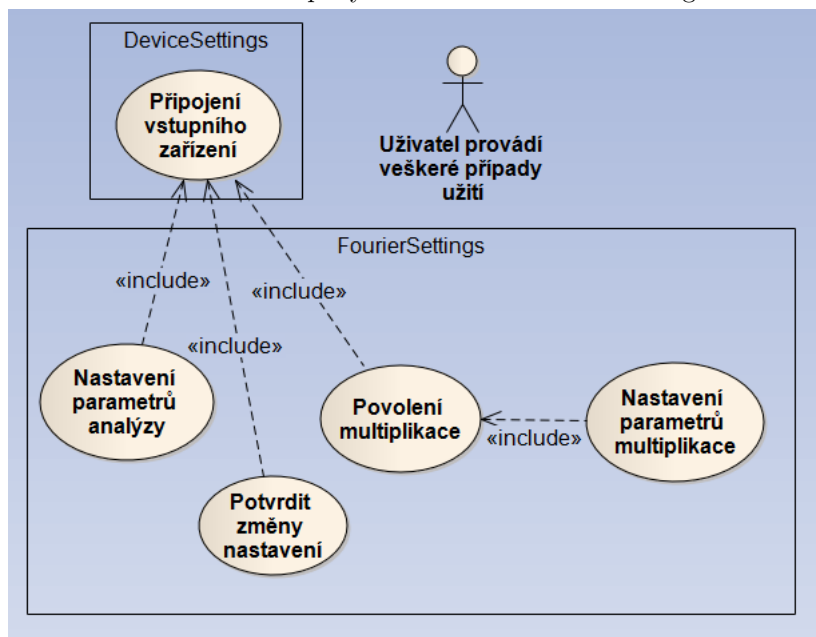 DeviceSettings
Připojení
vstupního
zařízení
Uživatel provádí
veškeré případy
užití
FourierSettings
«include»
«include»
«include»
Nastavení
parametrů
analýzy
Povolení
multiplikace
«include»
Nastavení
parametrů
multiplikace
Potvrdit
změny
nastavení